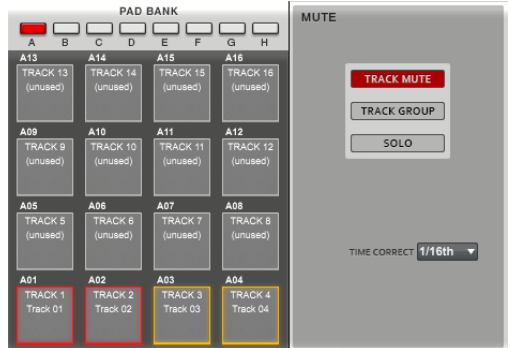 PAD BANK
A B C D E F G H
A13 A14 A15 A16
TRACK 13 TRACK 14 TRACK 15 TRACK 16
(unused) (unused) (unused) (unused)
A09 A10 A11 A12
TRACK 9 TRACK 10 TRACK 11 TRACK 12
(unused) (unused) (unused) (unused)
A05 A06 A07 A08
TRACK 5 TRACK 6 TRACK 7 TRACK 8
(unused) (unused) (unused) (unused)
A01 A02 A03 A04
TRACK 1 TRACK 2 TRACK 3 TRACK 4
Track 01 Track 02 Track 03 Track 04
MUTE
TRACK MUTE
TRACK GROUP
SOLO
TIME CORRECT 1/16th